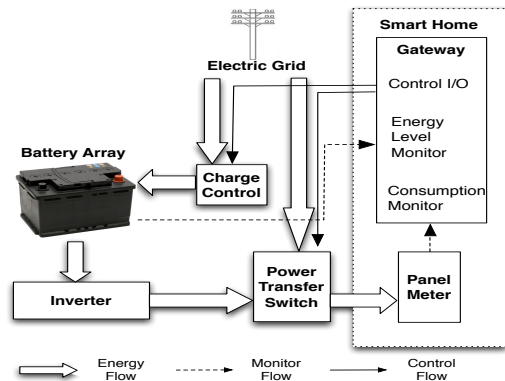 Smart Home
Gateway
Control I/O
Energy
Level
Monitor
Consumption
Monitor
Electric Grid
Battery Array
Charge
Control
Inverter
Power
Transfer
Switch
Panel
Meter
Energy
Flow
Monitor
Flow
Control
Flow